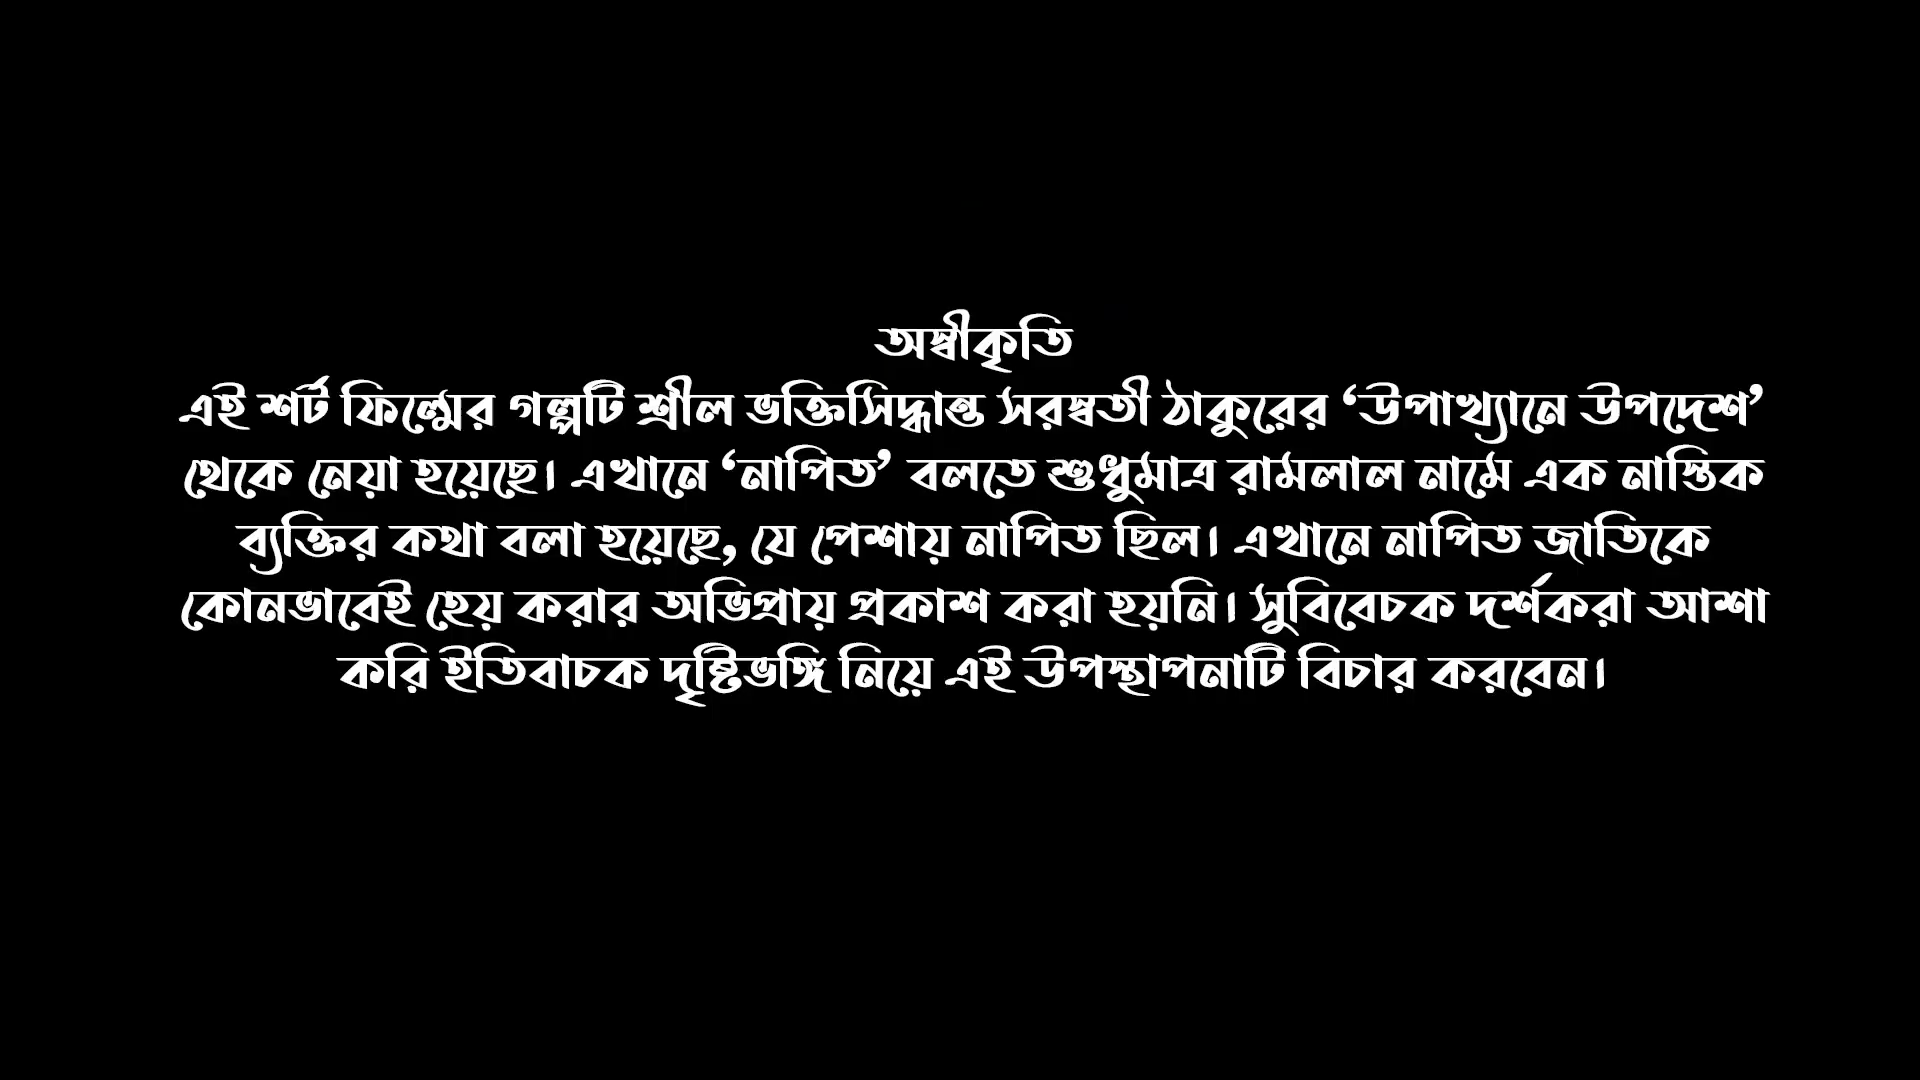 অস্বীকৃতি
এই শর্ট ফিল্মের গল্পটি শ্রীল ভক্তিসিদ্ধান্ত সরস্বতী ঠাকুরের ‘উপাখ্যানে উপদেশ’
থেকে নেয়া হয়েছে। এখানে ‘নাপিত’ বলতে শুধুমাত্র রামলাল নামে এক নাস্তিক
ব্যক্তির কথা বলা হয়েছে, যে পেশায় নাপিত ছিল। এখানে নাপিত জাতিকে
কোনভাবেই হেয় করার অভিপ্রায় প্রকাশ করা হয়নি। সুবিবেচক দর্শকরা আশা
করি ইতিবাচক দৃষ্টিভঙ্গি নিয়ে এই উপস্থাপনাটি বিচার করবেন।